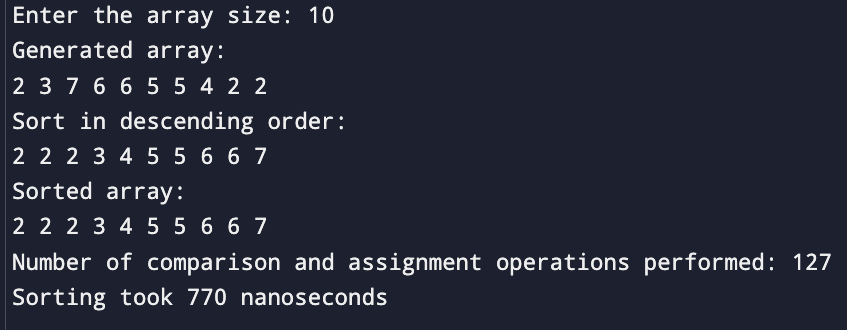 Enter the array size: 10
Generated array:
2 3 7 6 6 5 5 4 2 2
Sort in descending order:
2 2 2 3 4 5 5 6 6 7
Sorted array:
2 2 2 3 4 5 5 6 6 7
Number of comparison and assignment operations performed: 127
Sorting took 770 nanoseconds